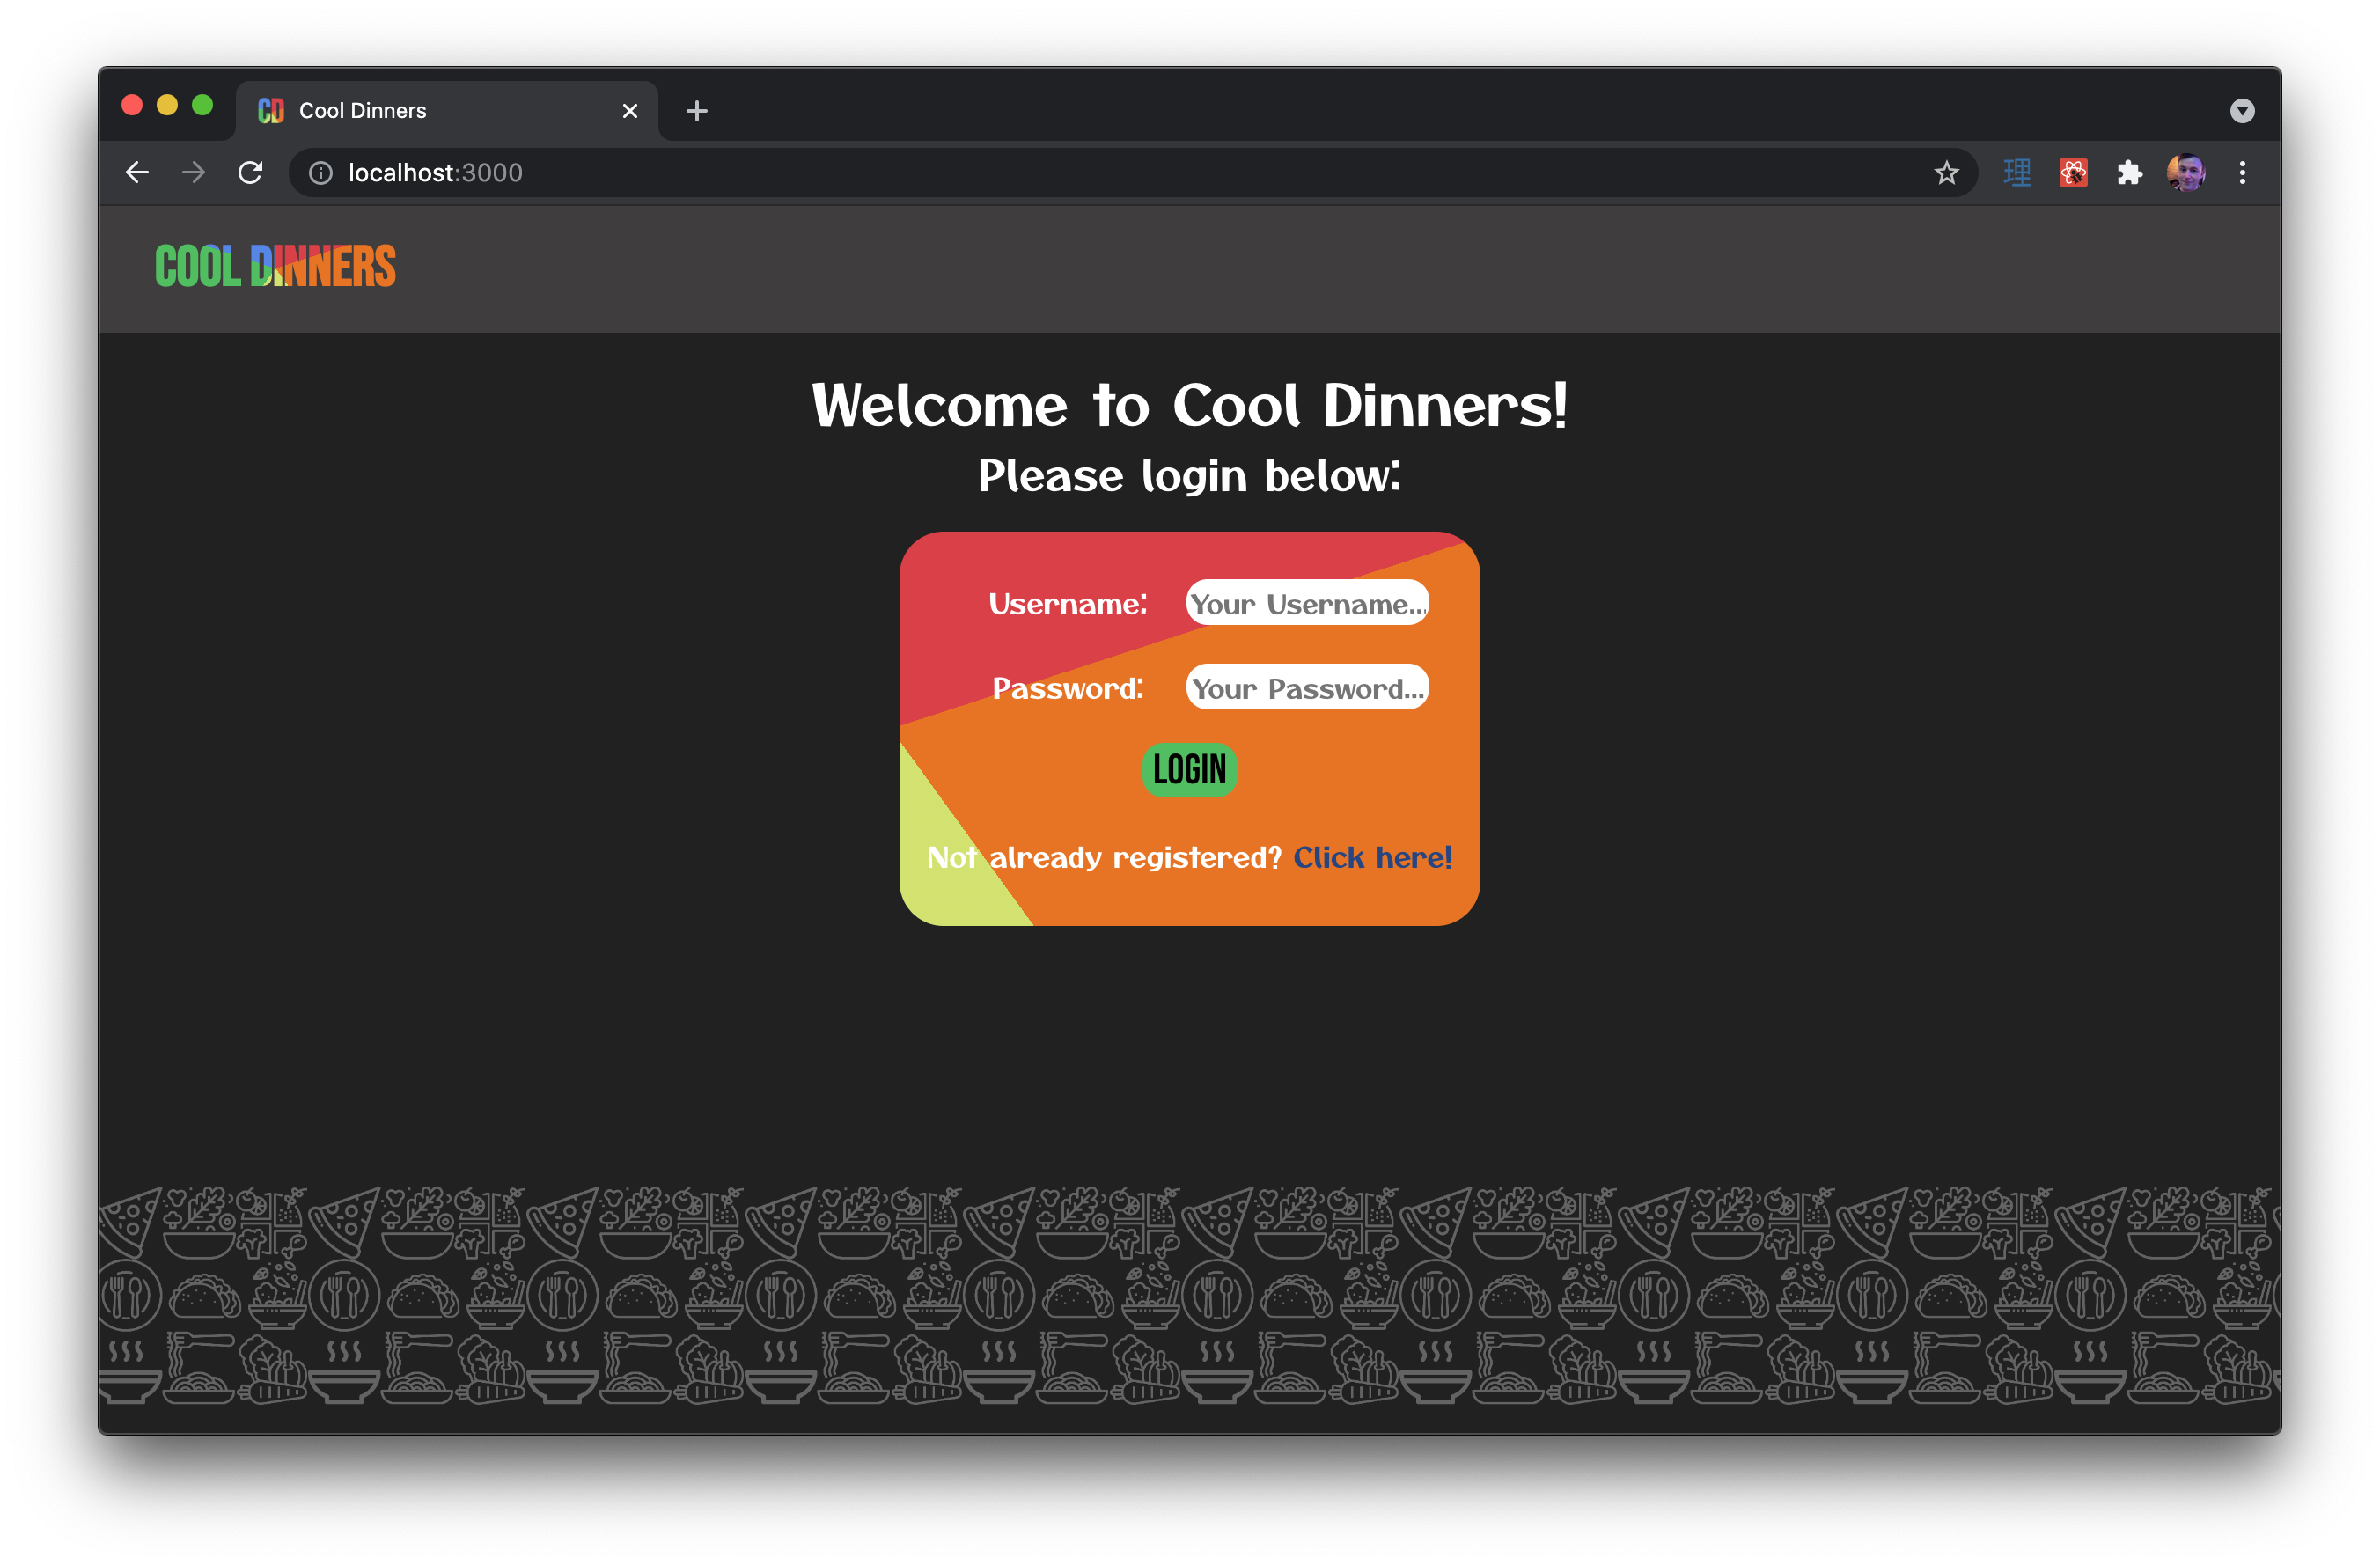 CD Cool Dinners
localhost:3000
理
COOL DINNERS
Welcome to Cool Dinners!
Please login below:
Username: Your Username...
Password: Your Password...
LOGIN
Not already registered? Click here!